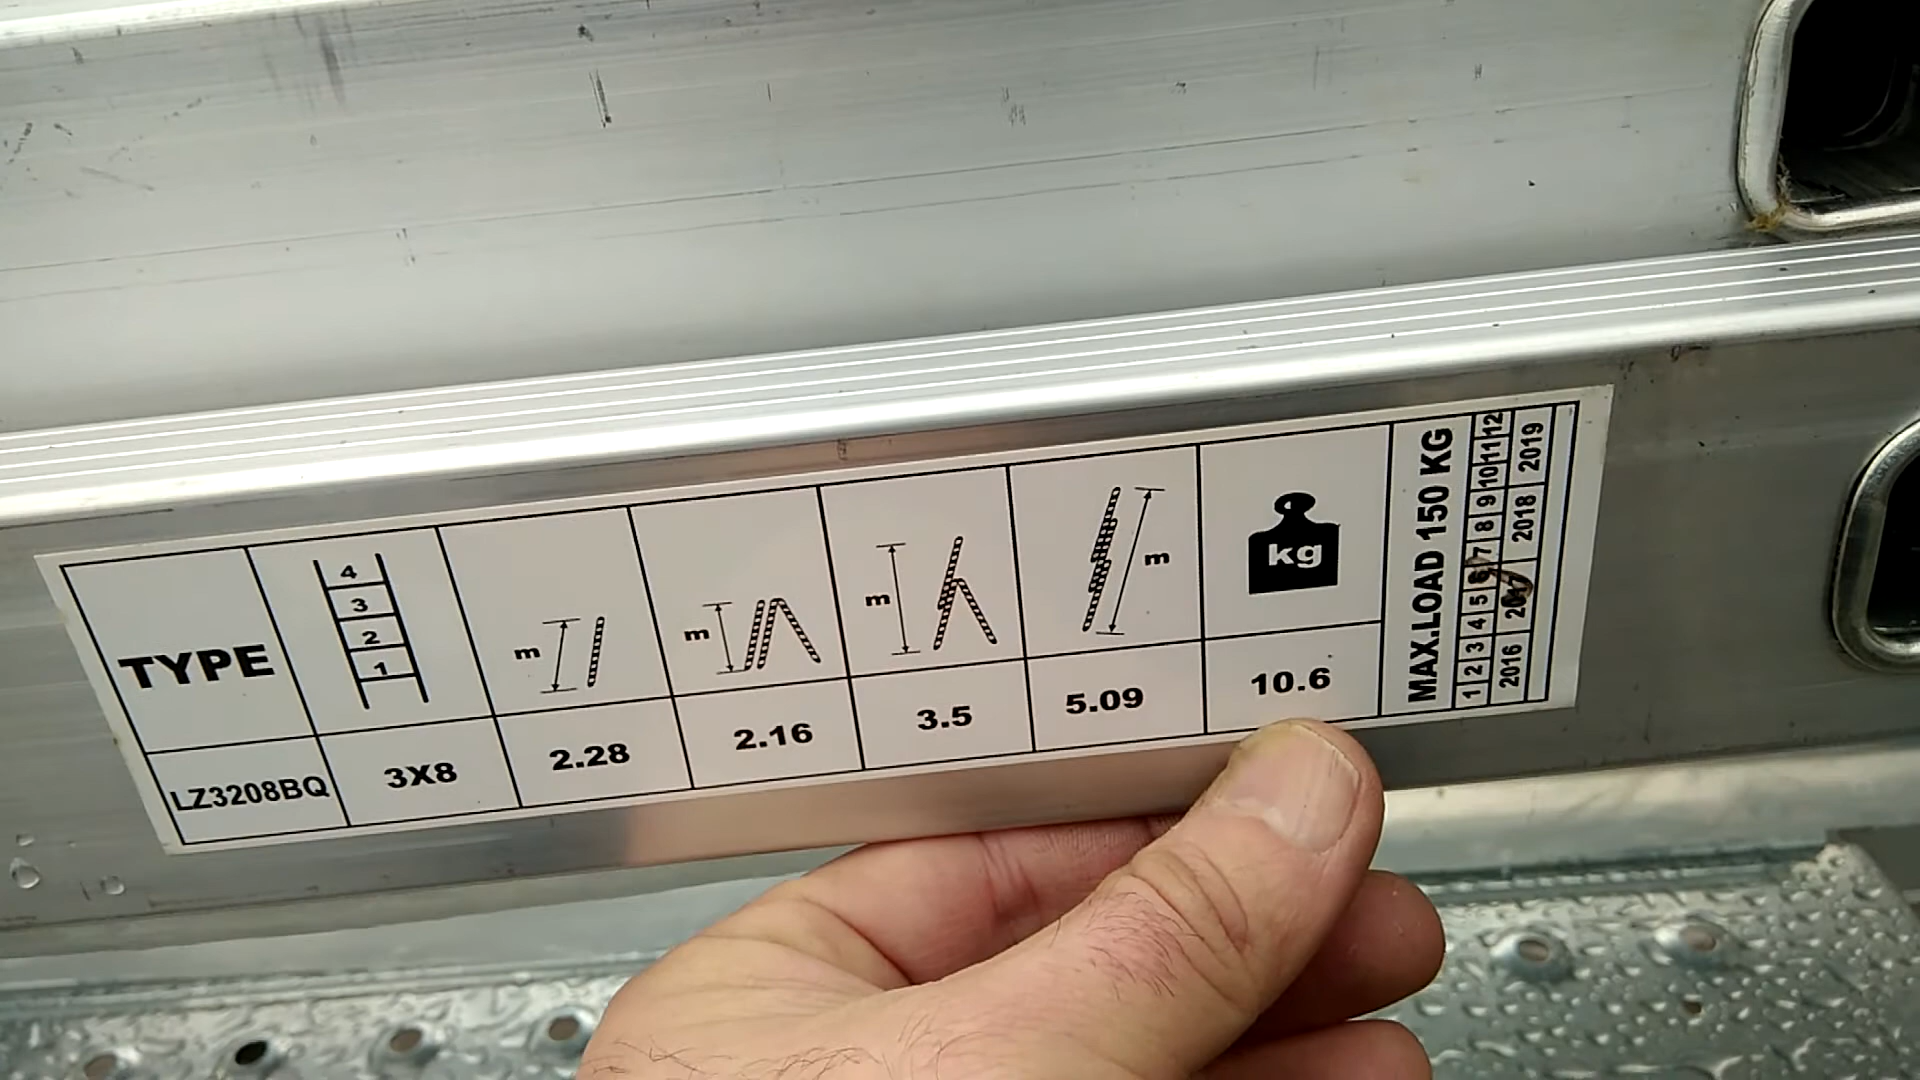 TYPE
4
3
2
1
m
m
m
m
kg
LZ3208BQ
3X8
2.28
2.16
3.5
5.09
10.6
MAX.LOAD 150 KG
1 2 3 4 5 6 7 8 9 10 11 12
2016 2017 2018 2019